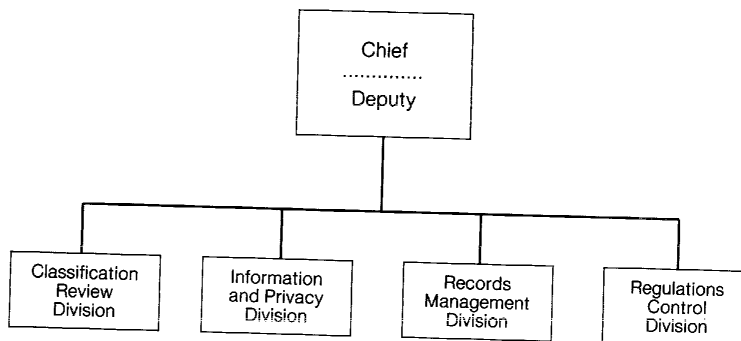 Chief
Deputy
Classification
Review
Division
Information
and Privacy
Division
Records
Management
Division
Regulations
Control
Division